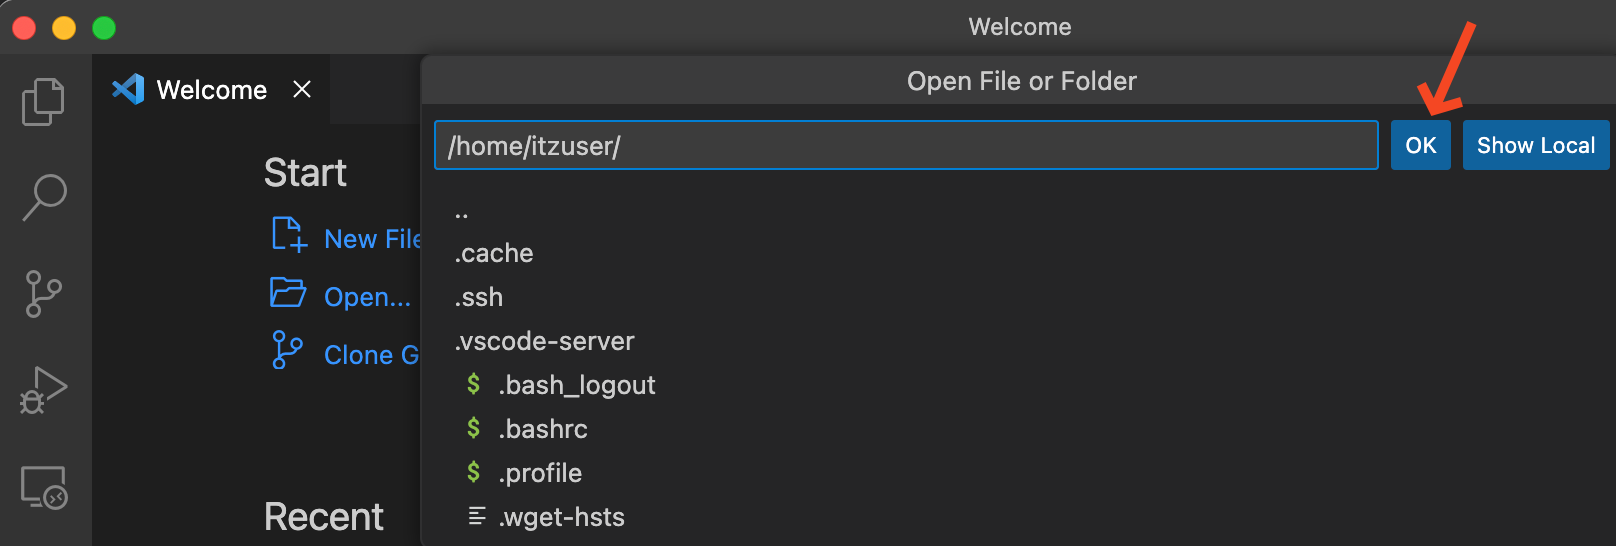 Welcome
Welcome
Open File or Folder
/home/itzuser/
OK
Show Local
Start
New File
Open...
Clone G
Recent
..
.cache
.ssh
.vscode-server
$ .bash_logout
$ .bashrc
$ .profile
.wget-hsts